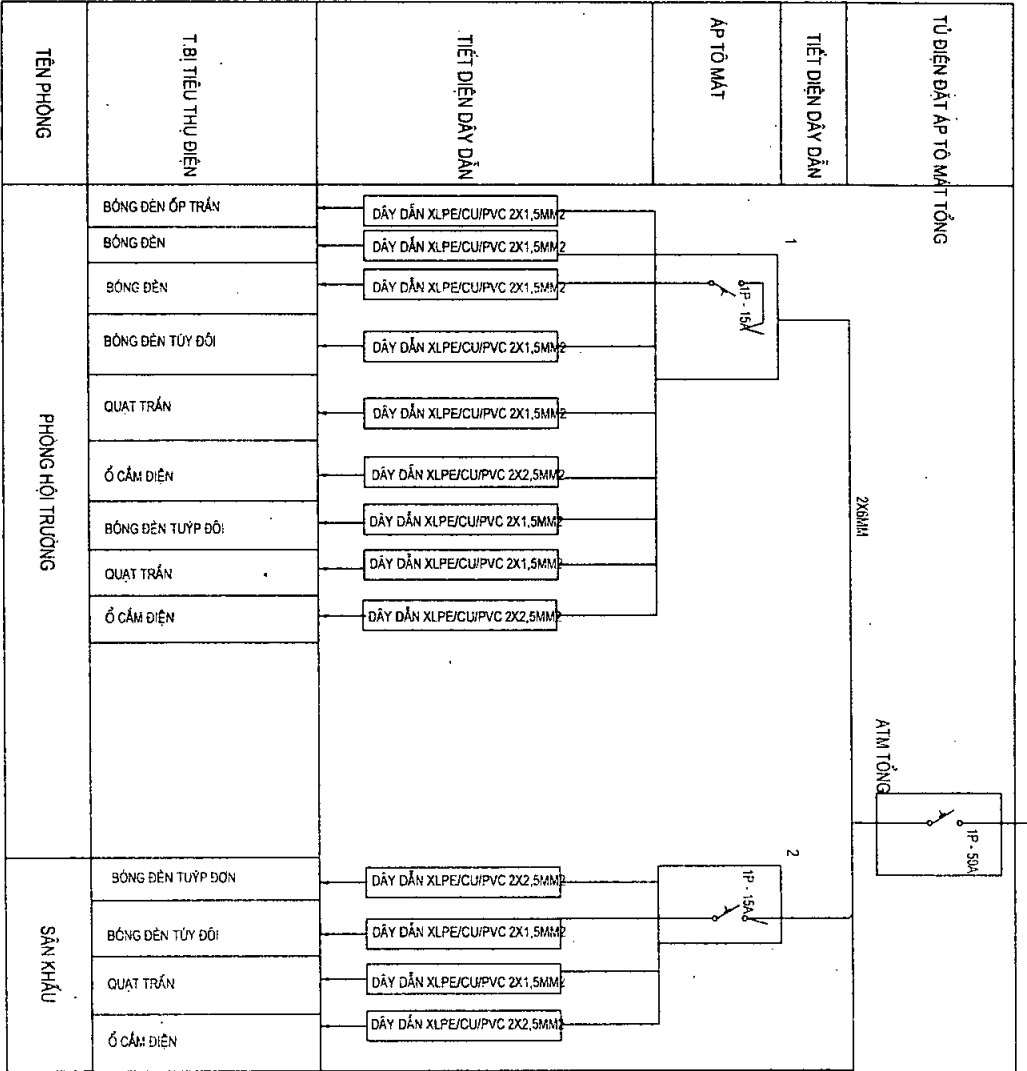 TÊN PHÒNG
T.BỊ TIÊU THỤ ĐIỆN
TIẾT DIỆN DÂY DẪN
ÁP TÔ MÁT
TIẾT DIỆN DÂY DẪN
TỦ ĐIỆN ĐẶT ÁP TÔ MÁT TỔNG
PHÒNG HỘI TRƯỜNG
BÓNG ĐÈN ỐP TRẦN
DÂY DẪN XLPE/CU/PVC 2X1,5MM2
BÓNG ĐÈN
DÂY DẪN XLPE/CU/PVC 2X1,5MM2
BÓNG ĐÈN
DÂY DẪN XLPE/CU/PVC 2X1,5MM2
BÓNG ĐÈN TÚY ĐÔI
DÂY DẪN XLPE/CU/PVC 2X1,5MM2
QUẠT TRẦN
DÂY DẪN XLPE/CU/PVC 2X1,5MM2
Ổ CẮM ĐIỆN
DÂY DẪN XLPE/CU/PVC 2X2,5MM2
BÓNG ĐÈN TUÝP ĐÔI
DÂY DẪN XLPE/CU/PVC 2X1,5MM2
QUẠT TRẦN
DÂY DẪN XLPE/CU/PVC 2X1,5MM2
Ổ CẮM ĐIỆN
DÂY DẪN XLPE/CU/PVC 2X2,5MM2
1
1P - 15A
2X6MM
ATM TỔNG
1P - 50A
SÂN KHẤU
BÓNG ĐÈN TUÝP ĐƠN
DÂY DẪN XLPE/CU/PVC 2X2,5MM2
BÓNG ĐÈN TÚY ĐÔI
DÂY DẪN XLPE/CU/PVC 2X1,5MM2
QUẠT TRẦN
DÂY DẪN XLPE/CU/PVC 2X1,5MM2
Ổ CẮM ĐIỆN
DÂY DẪN XLPE/CU/PVC 2X2,5MM2
2
1P - 15A